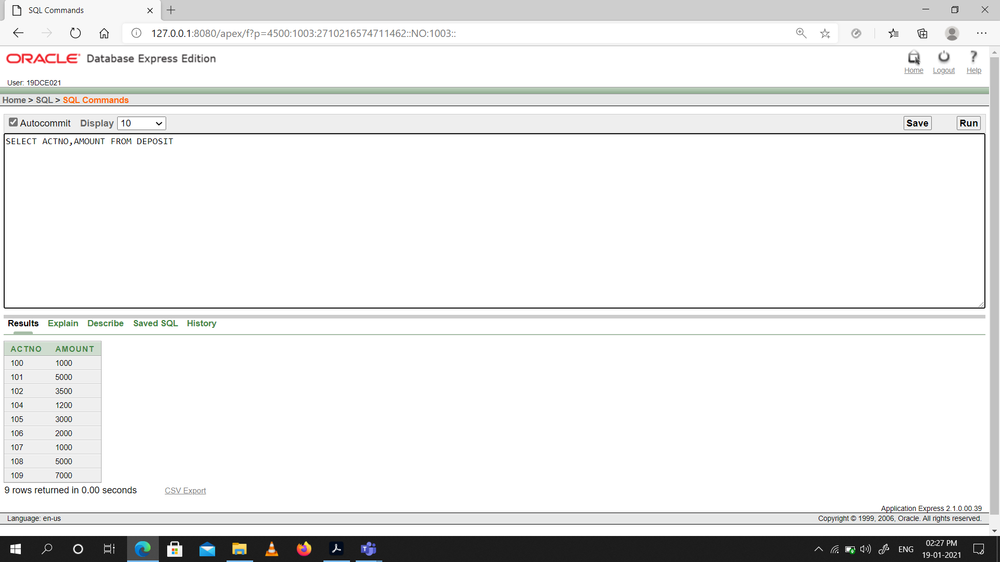 SQL Commands
127.0.0.1:8080/apex/f?p=4500:1003:2710216574711462::NO:1003::
ORACLE Database Express Edition
Home Logout Help
User: 19DCE021
Home > SQL > SQL Commands
Autocommit Display 10 Save Run
SELECT ACTNO,AMOUNT FROM DEPOSIT
Results Explain Describe Saved SQL History
ACTNO AMOUNT
100 1000
101 5000
102 3500
104 1200
105 3000
106 2000
107 1000
108 5000
109 7000
9 rows returned in 0.00 seconds CSV Export
Application Express 2.1.0.00.39
Language: en-us Copyright © 1999, 2006, Oracle. All rights reserved.
ENG 02:27 PM
19-01-2021